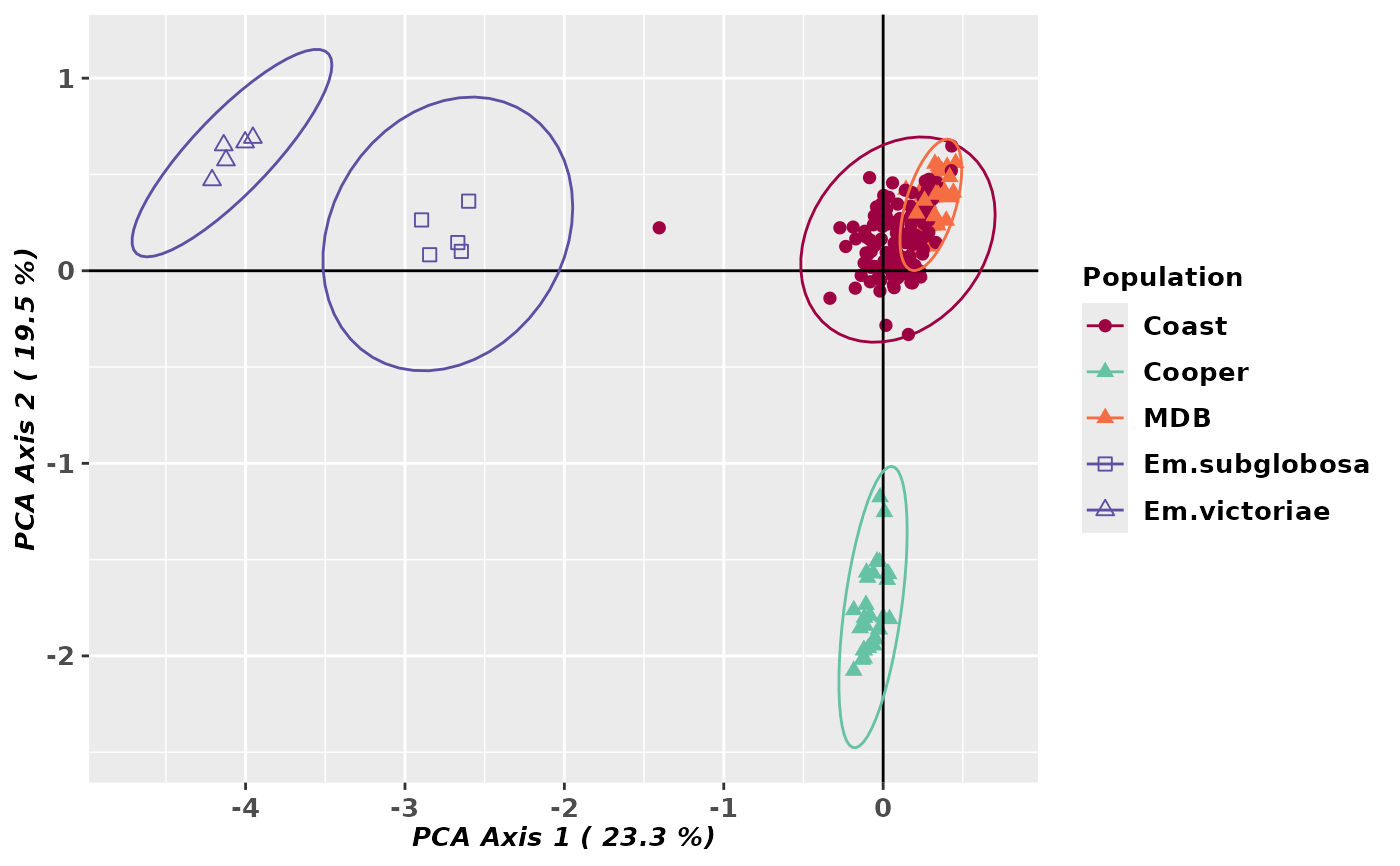 1
0
-1
-2
PCA Axis 2 ( 19.5 %)
-4 -3 -2 -1 0
PCA Axis 1 ( 23.3 %)
Population
Coast
Cooper
MDB
Em.subglobosa
Em.victoriae